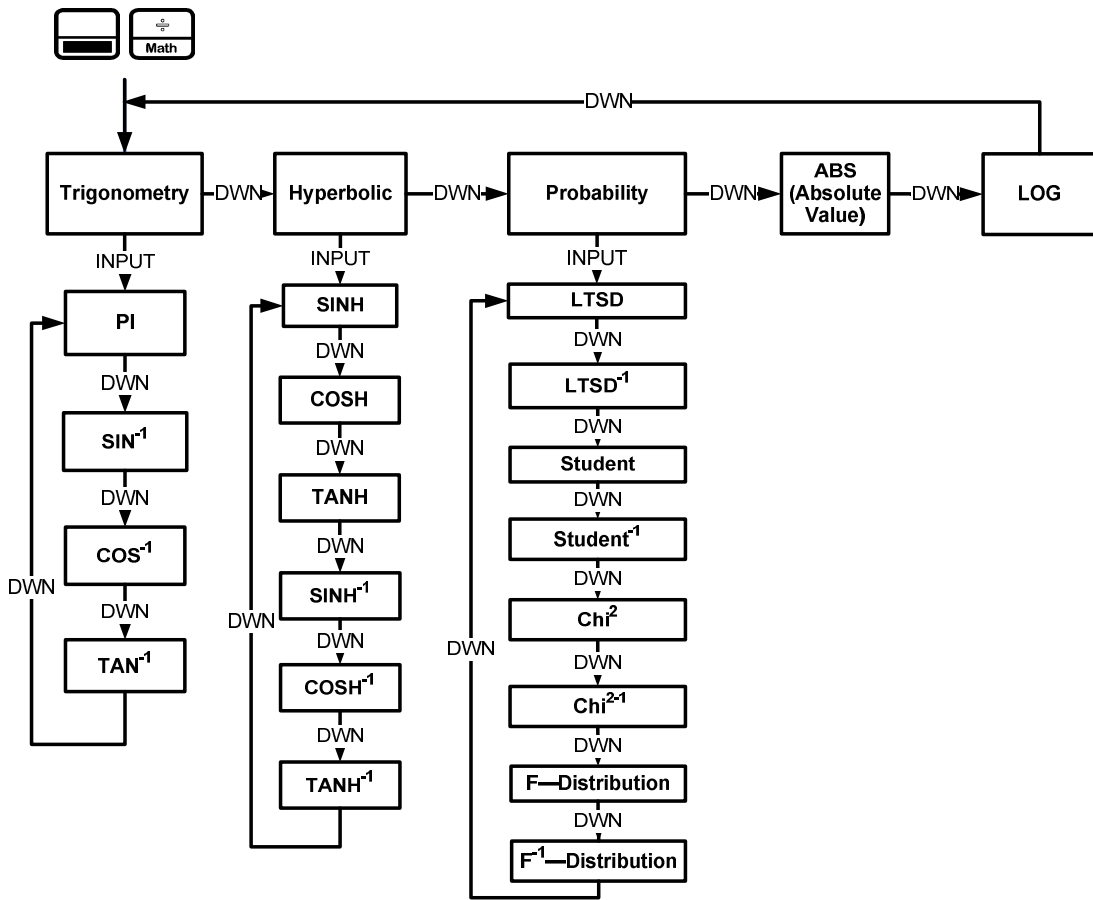 ÷
Math
DWN
Trigonometry
DWN
Hyperbolic
DWN
Probability
DWN
ABS
(Absolute
Value)
DWN
LOG
INPUT
PI
DWN
SIN⁻¹
DWN
COS⁻¹
DWN
TAN⁻¹
DWN
INPUT
SINH
DWN
COSH
DWN
TANH
DWN
SINH⁻¹
DWN
COSH⁻¹
DWN
TANH⁻¹
DWN
INPUT
LTSD
DWN
LTSD⁻¹
DWN
Student
DWN
Student⁻¹
DWN
Chi²
DWN
Chi²⁻¹
DWN
F—Distribution
DWN
F⁻¹—Distribution
DWN